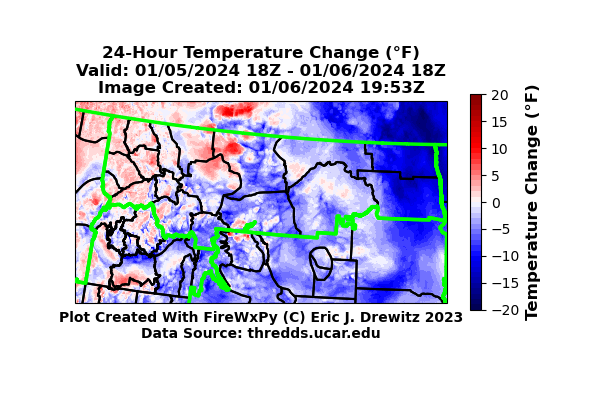 24-Hour Temperature Change (°F)
Valid: 01/05/2024 18Z - 01/06/2024 18Z
Image Created: 01/06/2024 19:53Z
20
15
10
5
0
−5
−10
−15
−20
Temperature Change (°F)
Plot Created With FireWxPy (C) Eric J. Drewitz 2023
Data Source: thredds.ucar.edu